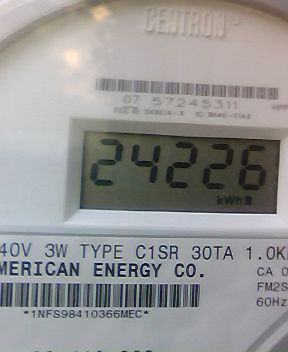 CENTRON
07 57245311
24226
kWh
40V 3W TYPE C1SR 30TA 1.0K
MERICAN ENERGY CO.
CA 0
FM2S
60Hz
*1NFS98410366MEC*